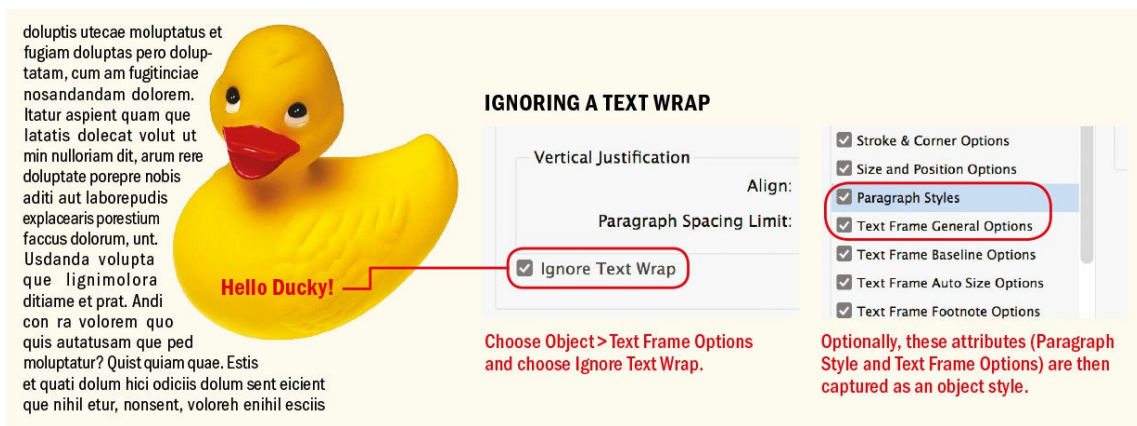 doluptis utecae moluptatus et
fugiam doluptas pero dolup-
tatam, cum am fugitinciae
nosandandam dolorem.
Itatur aspient quam que
latatis dolecat volut ut
min nulloriam dit, arum rere
doluptate porepre nobis
aditi aut laborepudis
explacearis porestium
faccus dolorum, unt.
Usdanda volupta
que lignimolora
ditiame et prat. Andi
con ra volorem quo
quis autatusam que ped
moluptatur? Quist quiam quae. Estis
et quati dolum hici odiciis dolum sent eicient
que nihil etur, nonsent, voloreh enihil esciis
Hello Ducky!
IGNORING A TEXT WRAP
Vertical Justification
Align:
Paragraph Spacing Limit:
Ignore Text Wrap
Choose Object > Text Frame Options
and choose Ignore Text Wrap.
Stroke & Corner Options
Size and Position Options
Paragraph Styles
Text Frame General Options
Text Frame Baseline Options
Text Frame Auto Size Options
Text Frame Footnote Options
Optionally, these attributes (Paragraph
Style and Text Frame Options) are then
captured as an object style.